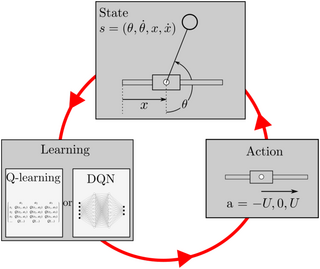 State
s = (θ, θ̇, x, ẋ)
x
θ
Learning
Q-learning
or
DQN
Action
a = −U, 0, U